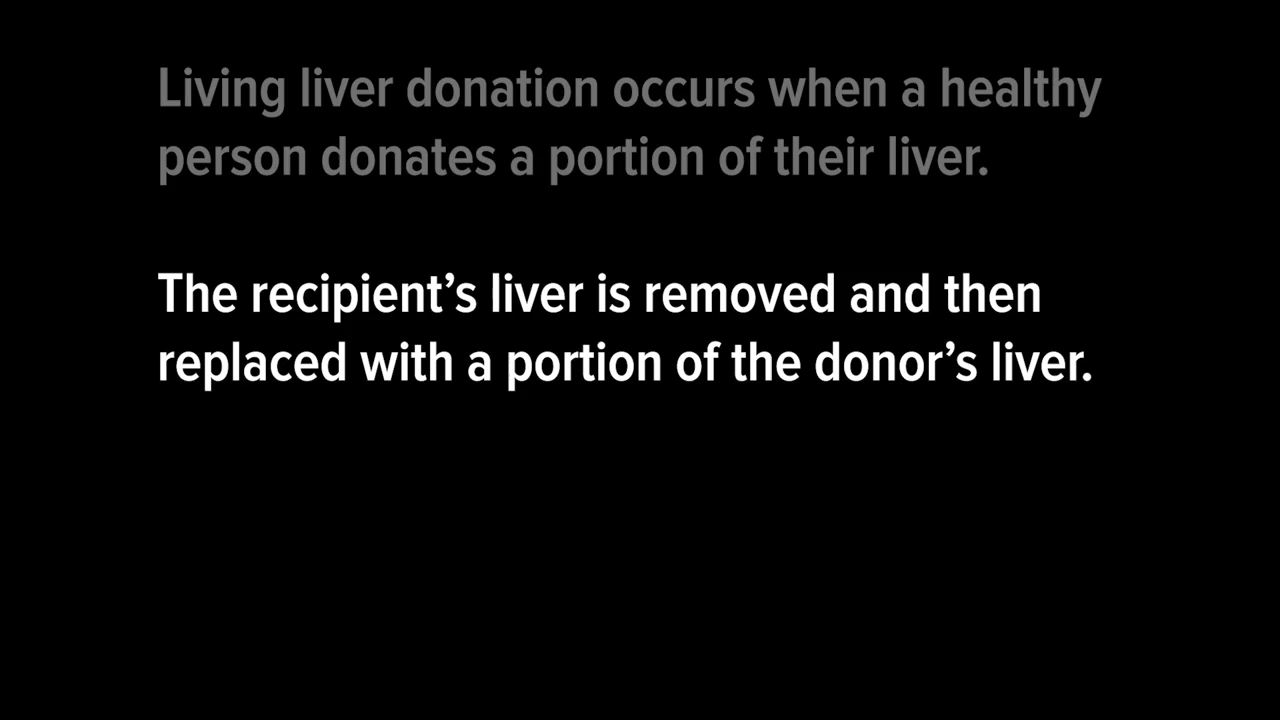 Living liver donation occurs when a healthy
person donates a portion of their liver.
The recipient’s liver is removed and then
replaced with a portion of the donor’s liver.